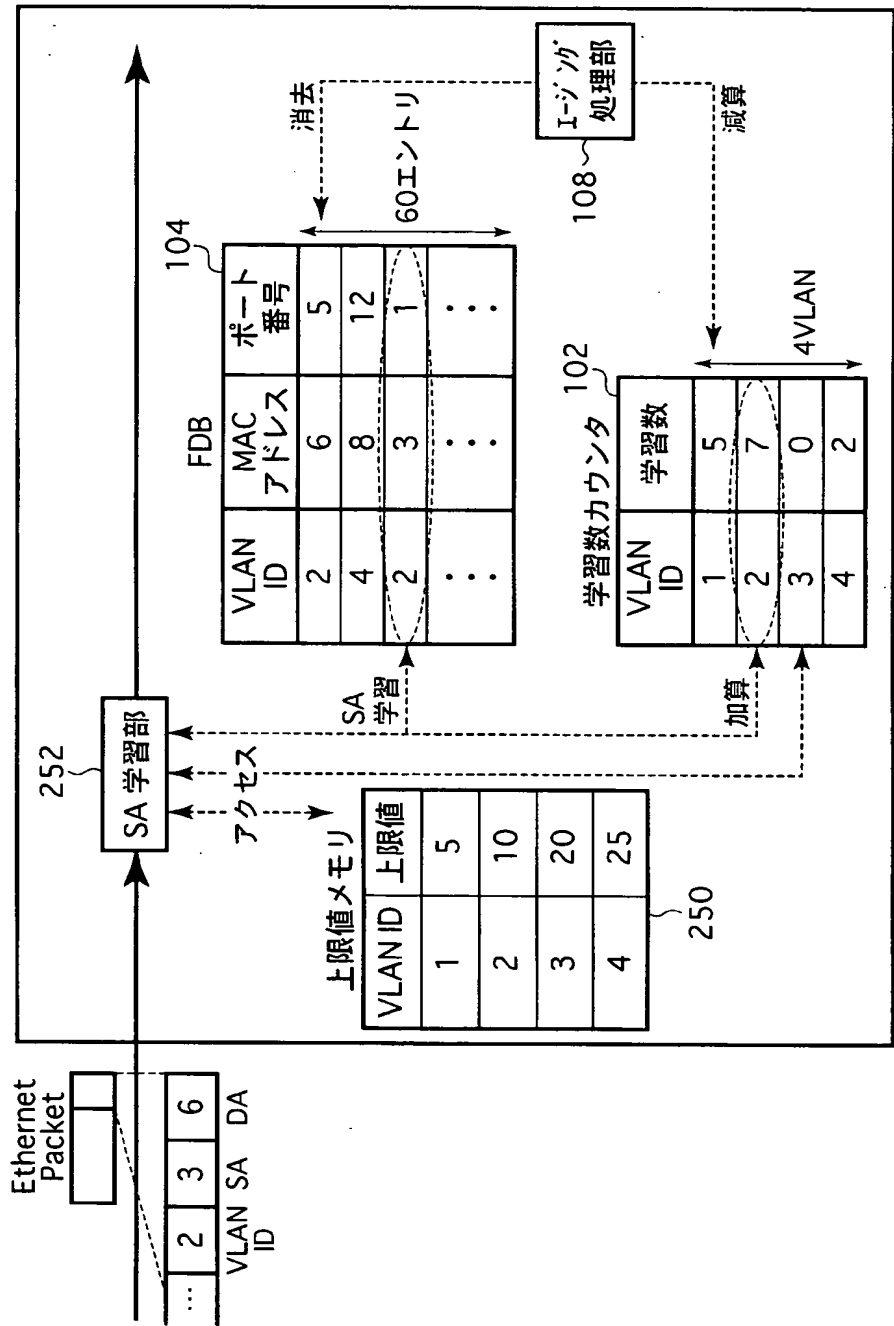 Ethernet
Packet
… 2 3 6
VLAN
ID
SA
DA
252
SA 学習部
アクセス
SA
学習
加算
上限値メモリ
VLAN ID 上限値
1 5
2 10
3 20
4 25
250
FDB
104
VLAN
ID
MAC
アドレス
ポート
番号
2 6 5
4 8 12
2 3 1
⋮ ⋮ ⋮
60エントリ
消去
エージング
処理部
108
減算
学習数カウンタ
102
VLAN
ID
学習数
1 5
2 7
3 0
4 2
4VLAN